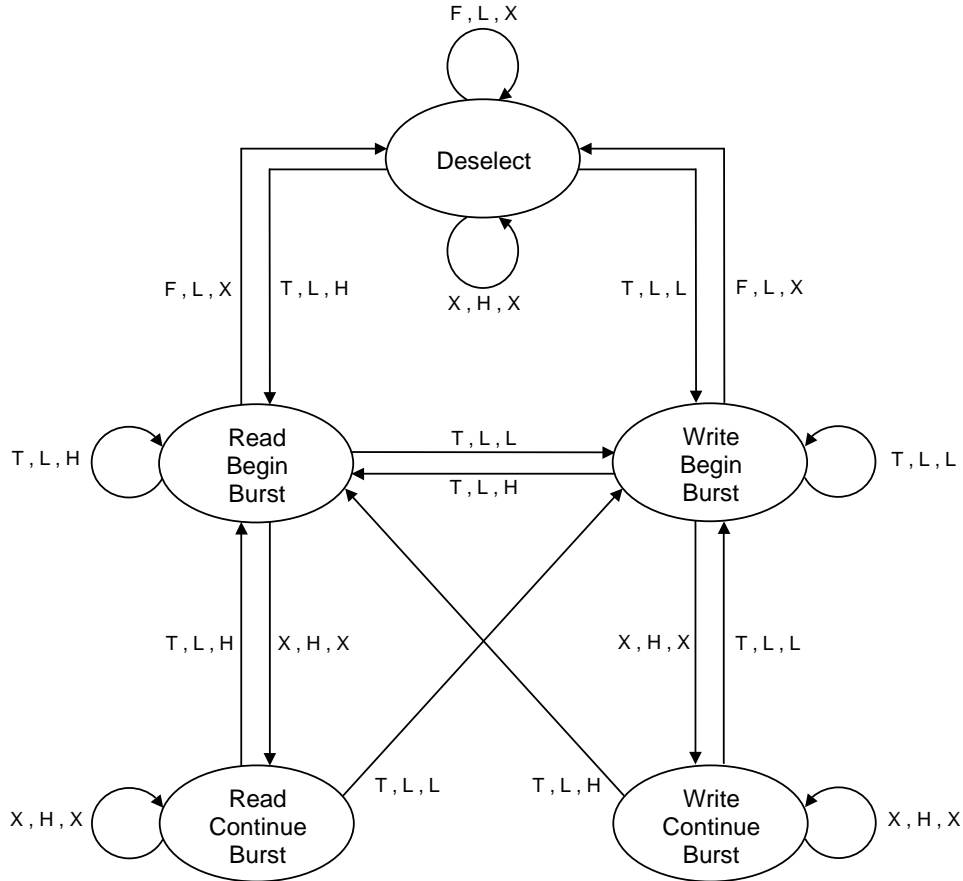 F , L , X
Deselect
X , H , X
F , L , X
T , L , H
T , L , L
F , L , X
T , L , H
Read
Begin
Burst
T , L , L
T , L , H
Write
Begin
Burst
T , L , L
T , L , H
X , H , X
X , H , X
T , L , L
X , H , X
Read
Continue
Burst
T , L , L
T , L , H
Write
Continue
Burst
X , H , X